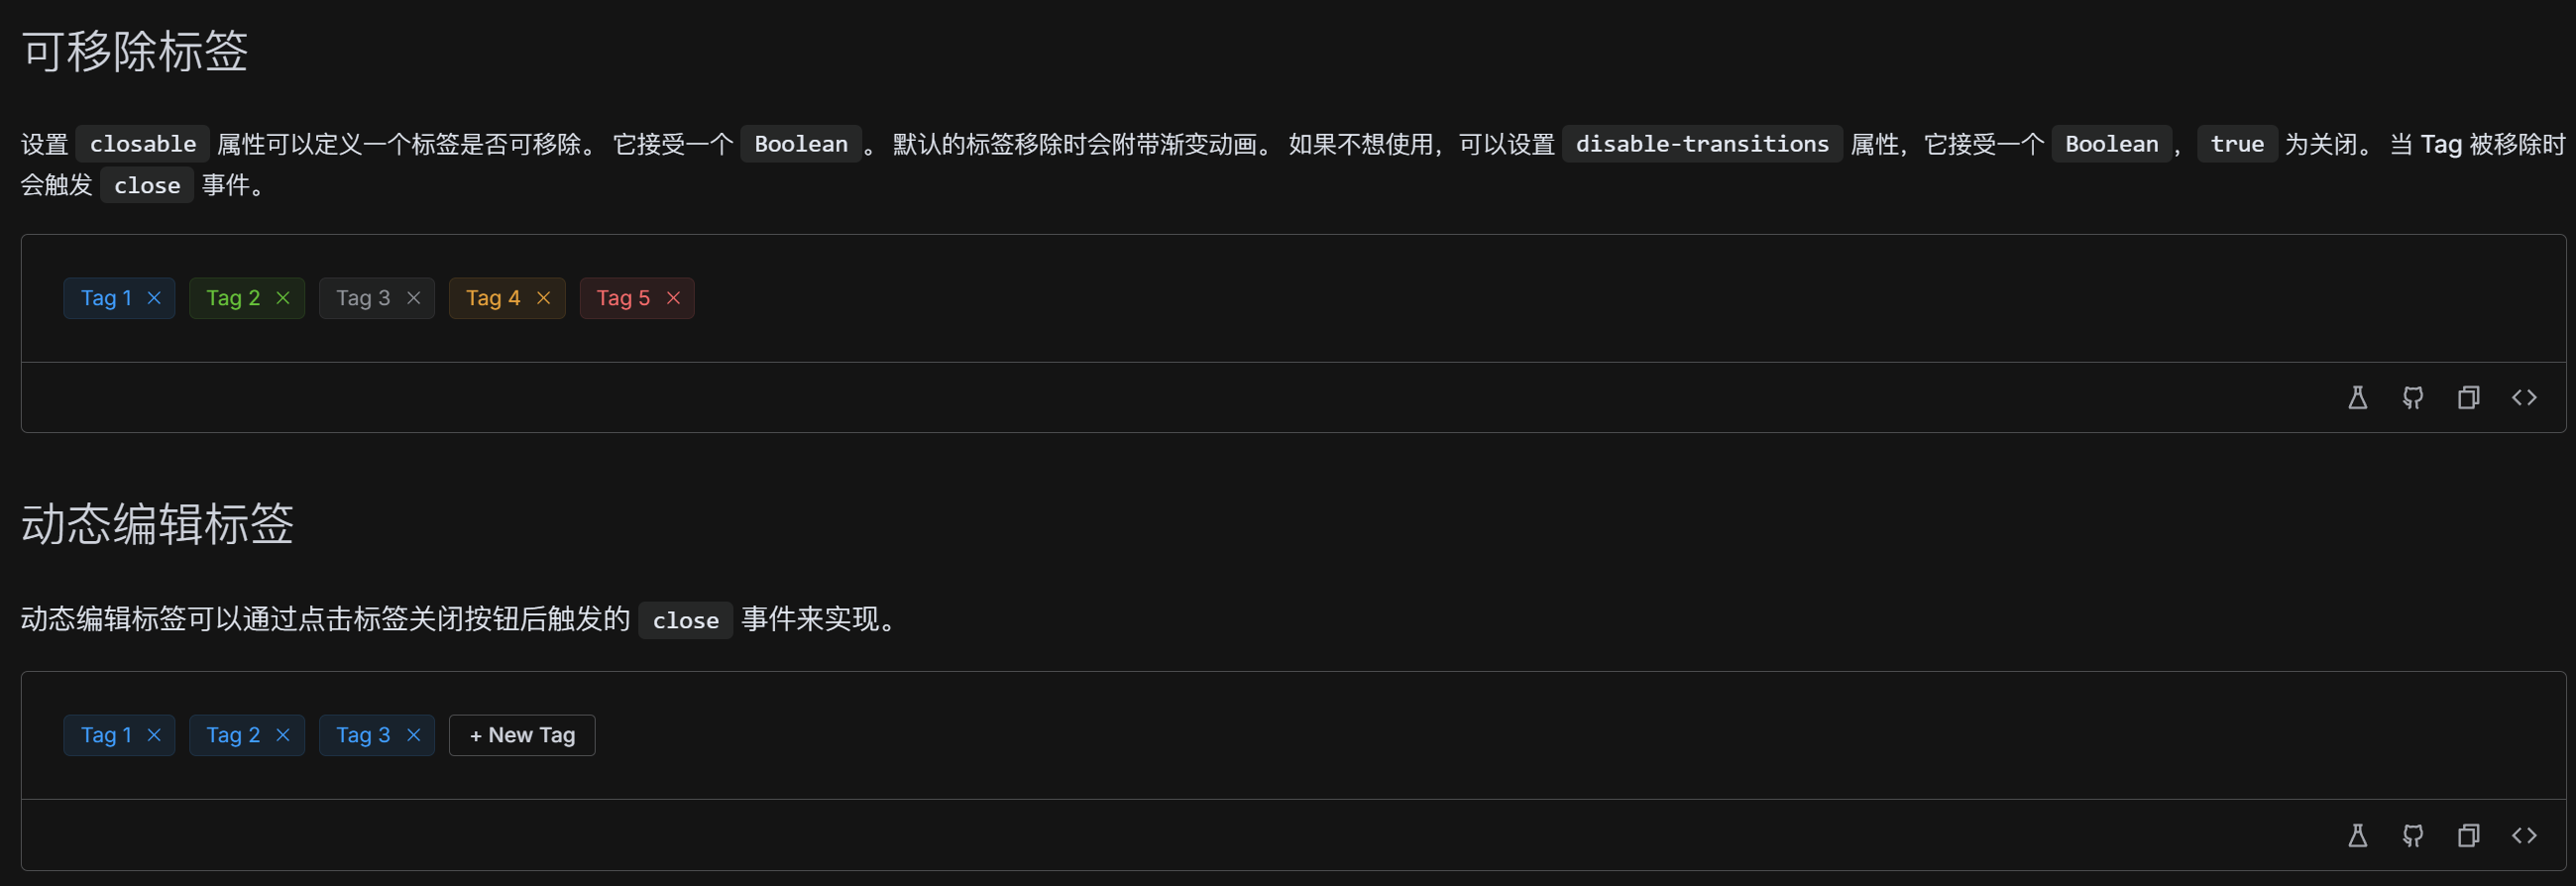 可移除标签
设置 closable 属性可以定义一个标签是否可移除。 它接受一个 Boolean 。 默认的标签移除时会附带渐变动画。 如果不想使用，可以设置 disable-transitions 属性，它接受一个 Boolean ， true 为关闭。 当 Tag 被移除时
会触发 close 事件。
Tag 1 Tag 2 Tag 3 Tag 4 Tag 5
动态编辑标签
动态编辑标签可以通过点击标签关闭按钮后触发的 close 事件来实现。
Tag 1 Tag 2 Tag 3 + New Tag